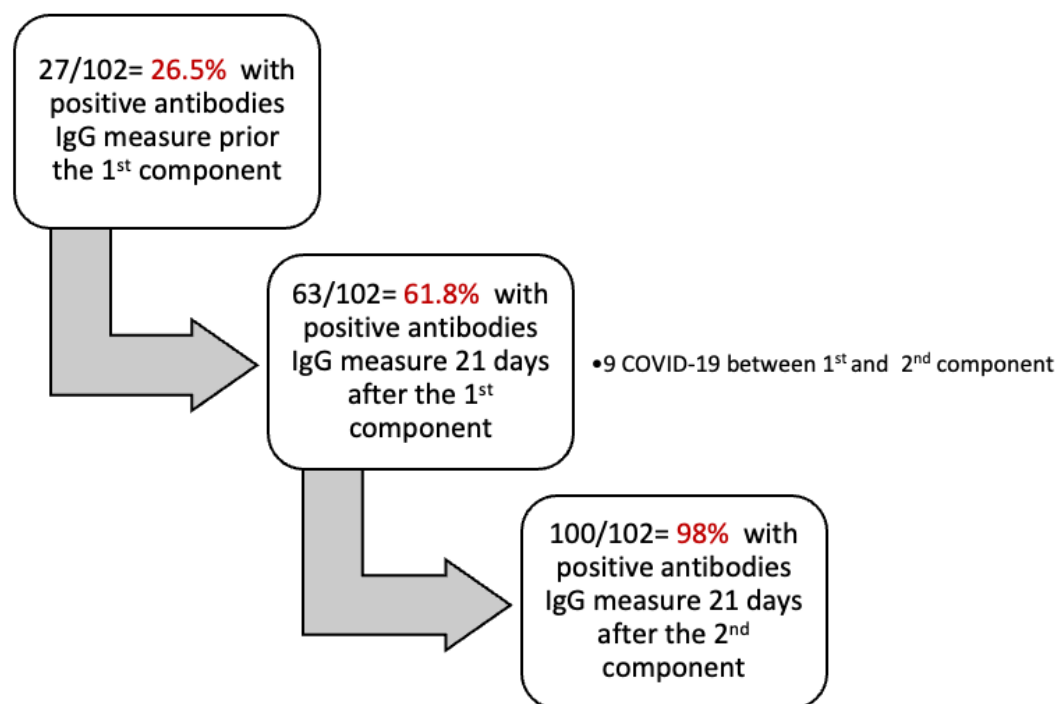 27/102= 26.5% with
positive antibodies
IgG measure prior
the 1st component
63/102= 61.8% with
positive antibodies
IgG measure 21 days
after the 1st
component
•9 COVID-19 between 1st and 2nd component
100/102= 98% with
positive antibodies
IgG measure 21 days
after the 2nd
component